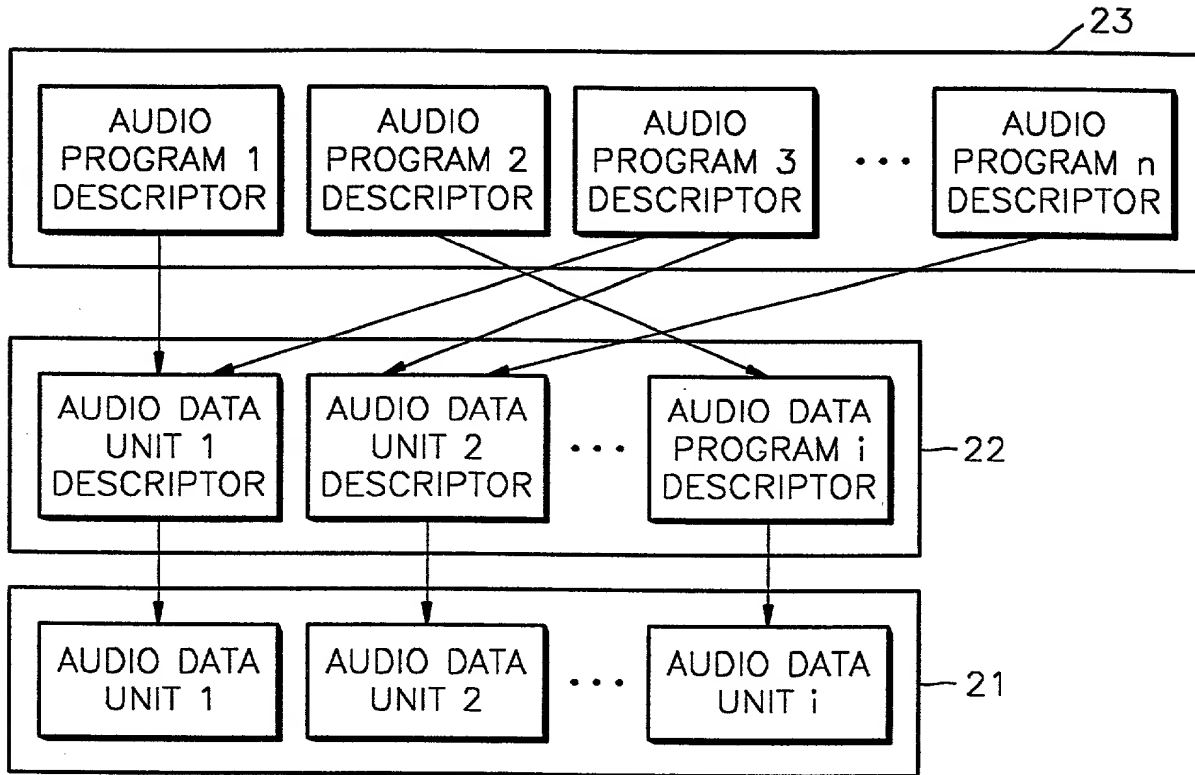 23
AUDIO
PROGRAM 1
DESCRIPTOR
AUDIO
PROGRAM 2
DESCRIPTOR
AUDIO
PROGRAM 3
DESCRIPTOR
•••
AUDIO
PROGRAM n
DESCRIPTOR
AUDIO DATA
UNIT 1
DESCRIPTOR
AUDIO DATA
UNIT 2
DESCRIPTOR
•••
AUDIO DATA
PROGRAM i
DESCRIPTOR
22
AUDIO DATA
UNIT 1
AUDIO DATA
UNIT 2
•••
AUDIO DATA
UNIT i
21